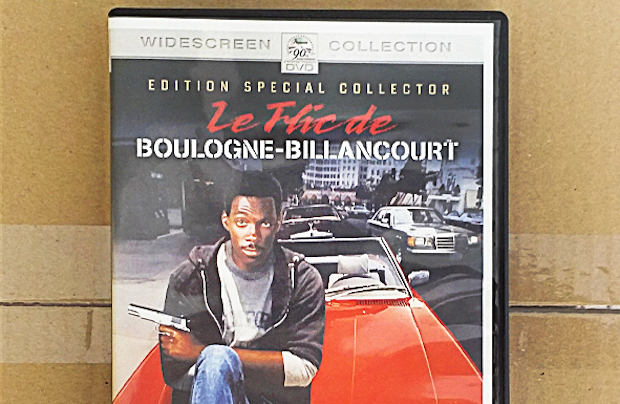 WIDESCREEN COLLECTION
90
DVD
EDITION SPECIAL COLLECTOR
Le Flic de
BOULOGNE-BILLANCOURT